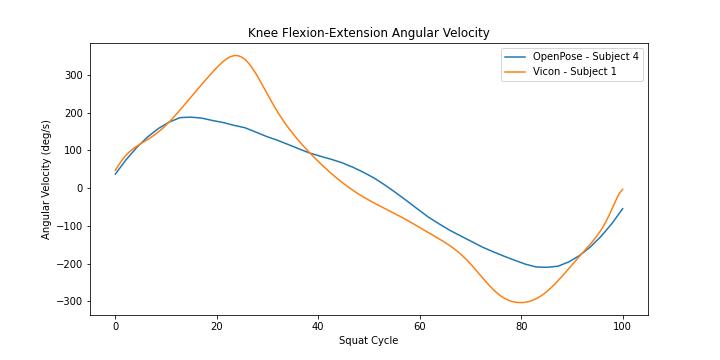 Knee Flexion-Extension Angular Velocity
OpenPose - Subject 4
Vicon - Subject 1
300
200
100
0
−100
−200
−300
Angular Velocity (deg/s)
0
20
40
60
80
100
Squat Cycle